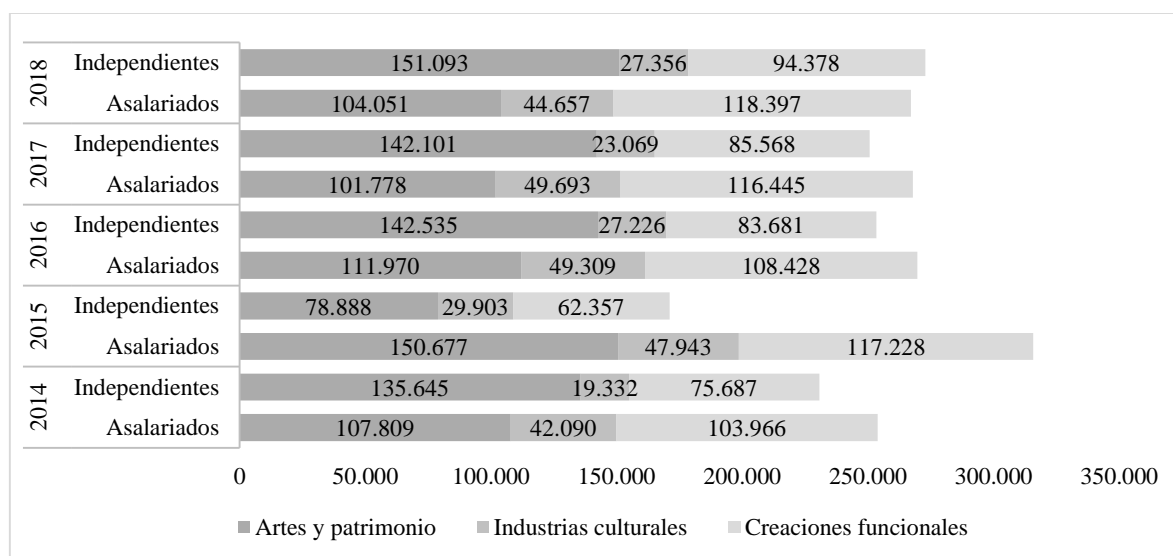 2018
Independientes 151.093 27.356 94.378
Asalariados 104.051 44.657 118.397
2017
Independientes 142.101 23.069 85.568
Asalariados 101.778 49.693 116.445
2016
Independientes 142.535 27.226 83.681
Asalariados 111.970 49.309 108.428
2015
Independientes 78.888 29.903 62.357
Asalariados 150.677 47.943 117.228
2014
Independientes 135.645 19.332 75.687
Asalariados 107.809 42.090 103.966
0 50.000 100.000 150.000 200.000 250.000 300.000 350.000
Artes y patrimonio Industrias culturales Creaciones funcionales